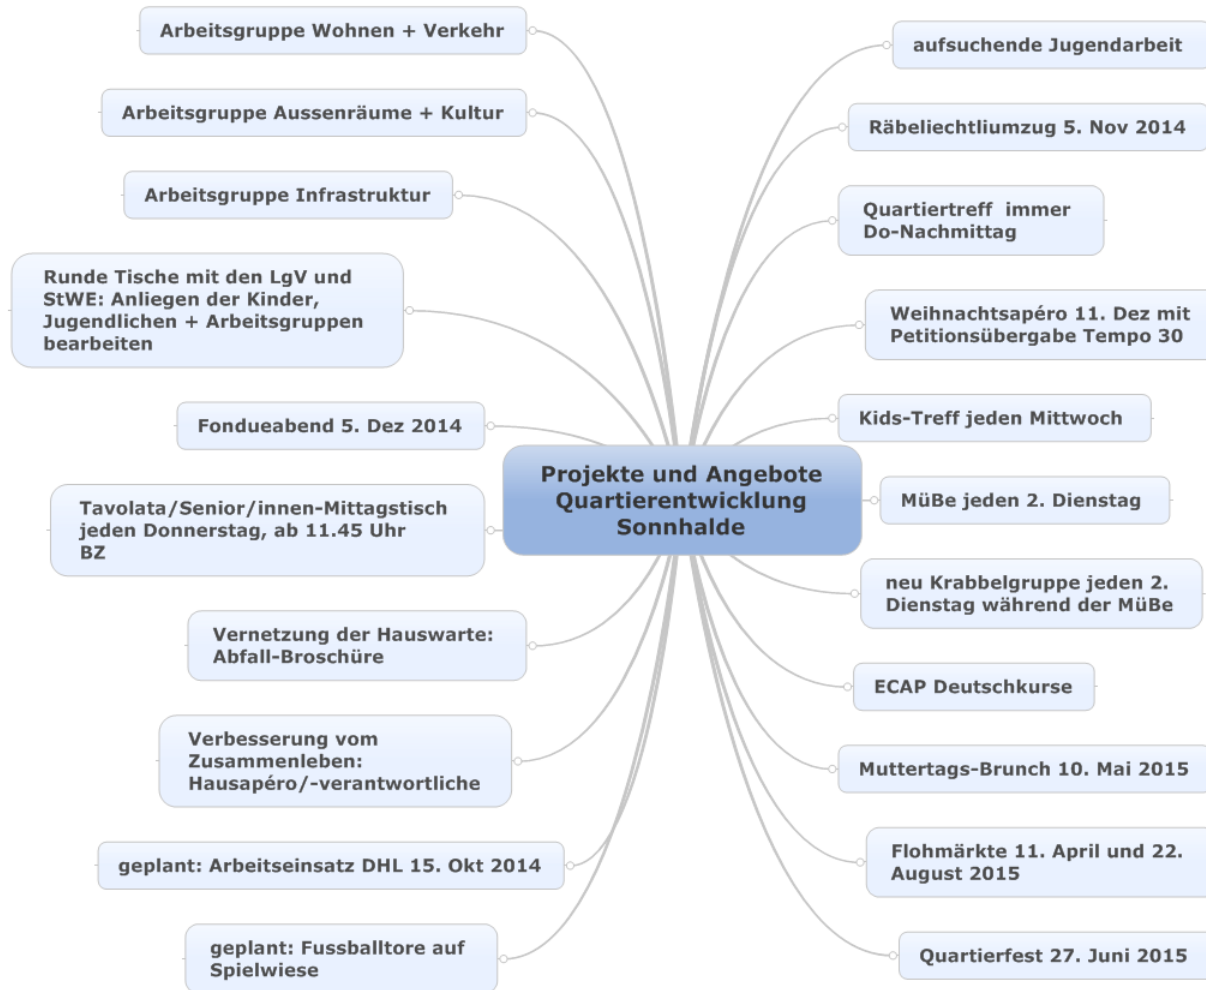 Arbeitsgruppe Wohnen + Verkehr
Arbeitsgruppe Aussenräume + Kultur
Arbeitsgruppe Infrastruktur
Runde Tische mit den LgV und
StWE: Anliegen der Kinder,
Jugendlichen + Arbeitsgruppen
bearbeiten
Fondueabend 5. Dez 2014
Tavolata/Senior/innen-Mittagstisch
jeden Donnerstag, ab 11.45 Uhr
BZ
Vernetzung der Hauswarte:
Abfall-Broschüre
Verbesserung vom
Zusammenleben:
Hausapéro/-verantwortliche
geplant: Arbeitseinsatz DHL 15. Okt 2014
geplant: Fussballtore auf
Spielwiese
Projekte und Angebote
Quartierentwicklung
Sonnhalde
aufsuchende Jugendarbeit
Räbeliechtliumzug 5. Nov 2014
Quartiertreff immer
Do-Nachmittag
Weihnachtsapéro 11. Dez mit
Petitionsübergabe Tempo 30
Kids-Treff jeden Mittwoch
MüBe jeden 2. Dienstag
neu Krabbelgruppe jeden 2.
Dienstag während der MüBe
ECAP Deutschkurse
Muttertags-Brunch 10. Mai 2015
Flohmärkte 11. April und 22.
August 2015
Quartierfest 27. Juni 2015